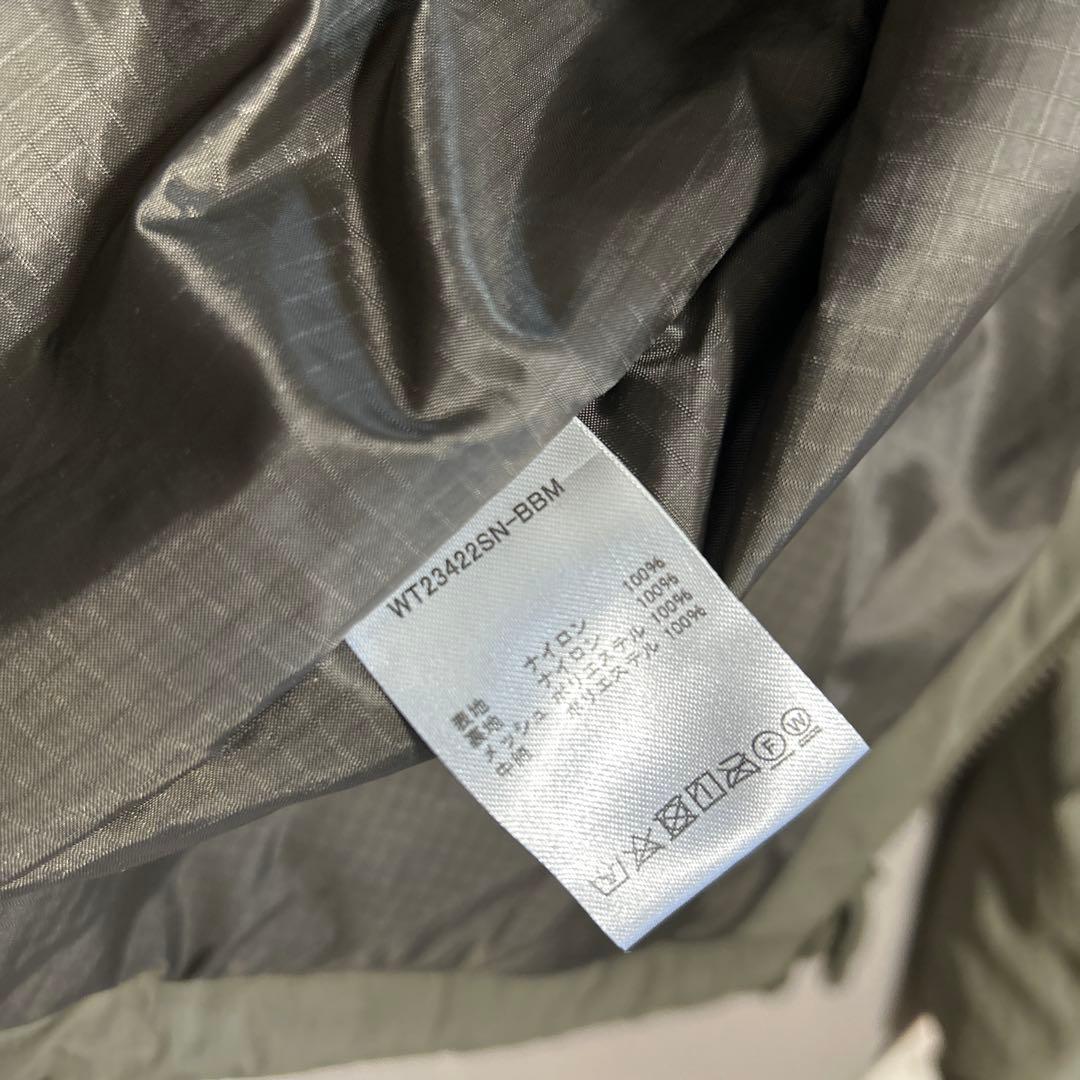 WT23422SN-BBM
表地 ナイロン 100%
裏地 ナイロン 100%
メッシュ ポリエステル 100%
中綿 ポリエステル 100%
F W